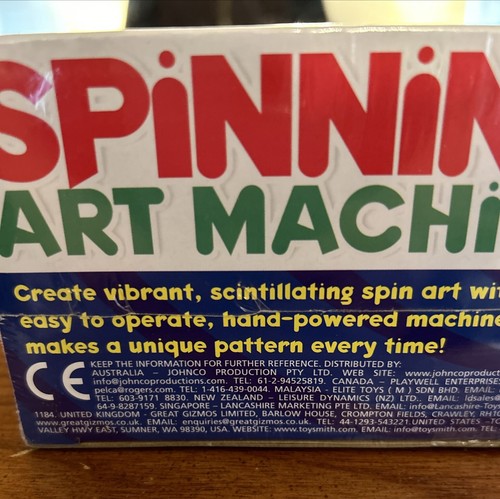 SPiNNiN
ART MACHi
Create vibrant, scintillating spin art wit
easy to operate, hand-powered machine
makes a unique pattern every time!
CE KEEP THE INFORMATION FOR FURTHER REFERENCE. DISTRIBUTED BY:
AUSTRALIA – JOHNCO PRODUCTION PTY LTD. WEB SITE: www.johncoproduct
info@johncoproductions.com. TEL: 61-2-94525819. CANADA – PLAYWELL ENTERPRISES
pelca@rogers.com. TEL: 1-416-439-0044. MALAYSIA – ELITE TOYS ( M ) SDN BHD. EMAIL:
TEL: 603-9171 8830. NEW ZEALAND – LEISURE DYNAMICS (NZ) LTD.. EMAIL: ldsales@
64-9-8287159. SINGAPORE – LANCASHIRE MARKETING PTE LTD. EMAIL: info@Lancashire-Toy
1184. UNITED KINGDOM – GREAT GIZMOS LIMITED, BARLOW HOUSE, CROMPTON FIELDS, CRAWLEY, RH10
www.greatgizmos.co.uk. EMAIL: enquiries@greatgizmos.co.uk. TEL: 44-1293-543221. UNITED STATES –TO
VALLEY HWY EAST, SUMNER, WA 98390, USA. WEBSITE: www.toysmith.com. EMAIL: info@toysmith.com. TEL: